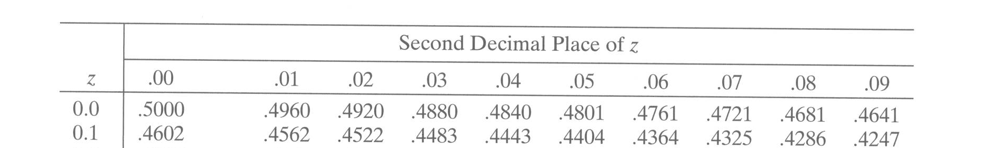 Second Decimal Place of z
z .00 .01 .02 .03 .04 .05 .06 .07 .08 .09
0.0 .5000 .4960 .4920 .4880 .4840 .4801 .4761 .4721 .4681 .4641
0.1 .4602 .4562 .4522 .4483 .4443 .4404 .4364 .4325 .4286 .4247